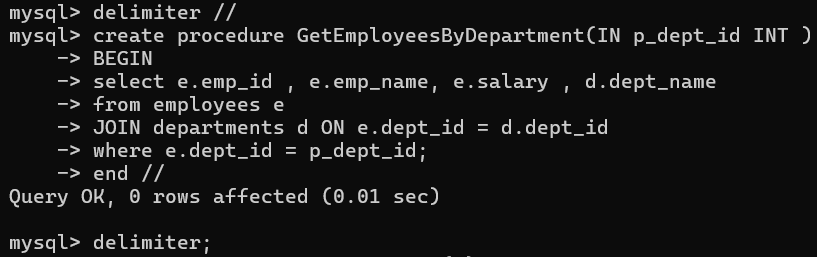 mysql> delimiter //
mysql> create procedure GetEmployeesByDepartment(IN p_dept_id INT )
    -> BEGIN
    -> select e.emp_id , e.emp_name, e.salary , d.dept_name
    -> from employees e
    -> JOIN departments d ON e.dept_id = d.dept_id
    -> where e.dept_id = p_dept_id;
    -> end //
Query OK, 0 rows affected (0.01 sec)
mysql> delimiter;